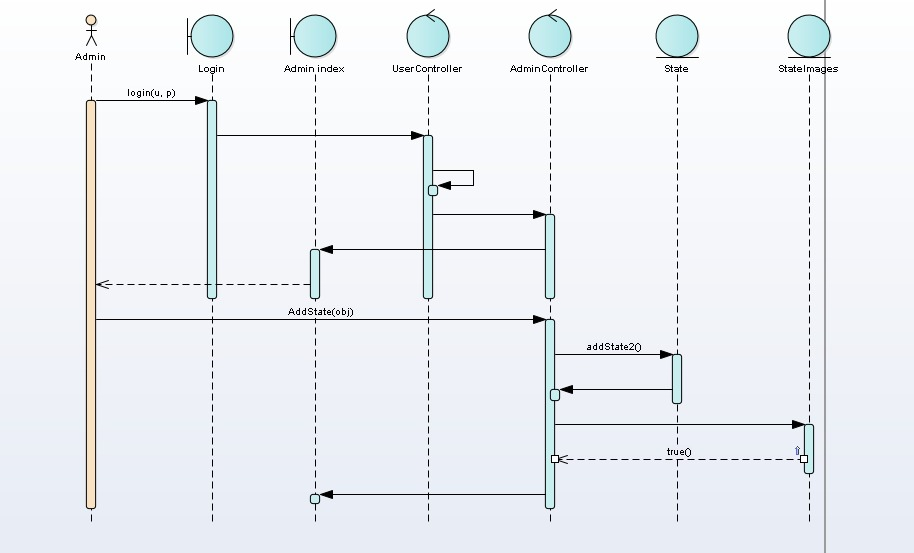 Admin
Login
Admin index
UserController
AdminController
State
StateImages
login(u, p)
AddState(obj)
addState2()
true()